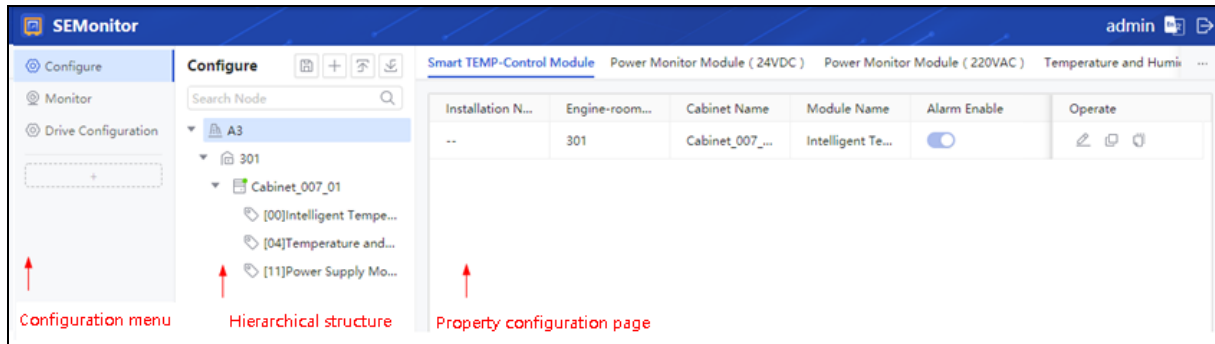 SEMonitor
admin
Configure
Monitor
Drive Configuration
+
Configure
Search Node
A3
301
Cabinet_007_01
[00]Intelligent Tempe...
[04]Temperature and...
[11]Power Supply Mo...
Smart TEMP-Control Module Power Monitor Module ( 24VDC ) Power Monitor Module ( 220VAC ) Temperature and Humi ...
Installation N... Engine-room... Cabinet Name Module Name Alarm Enable Operate
-- 301 Cabinet_007_... Intelligent Te...
Configuration menu
Hierarchical structure
Property configuration page